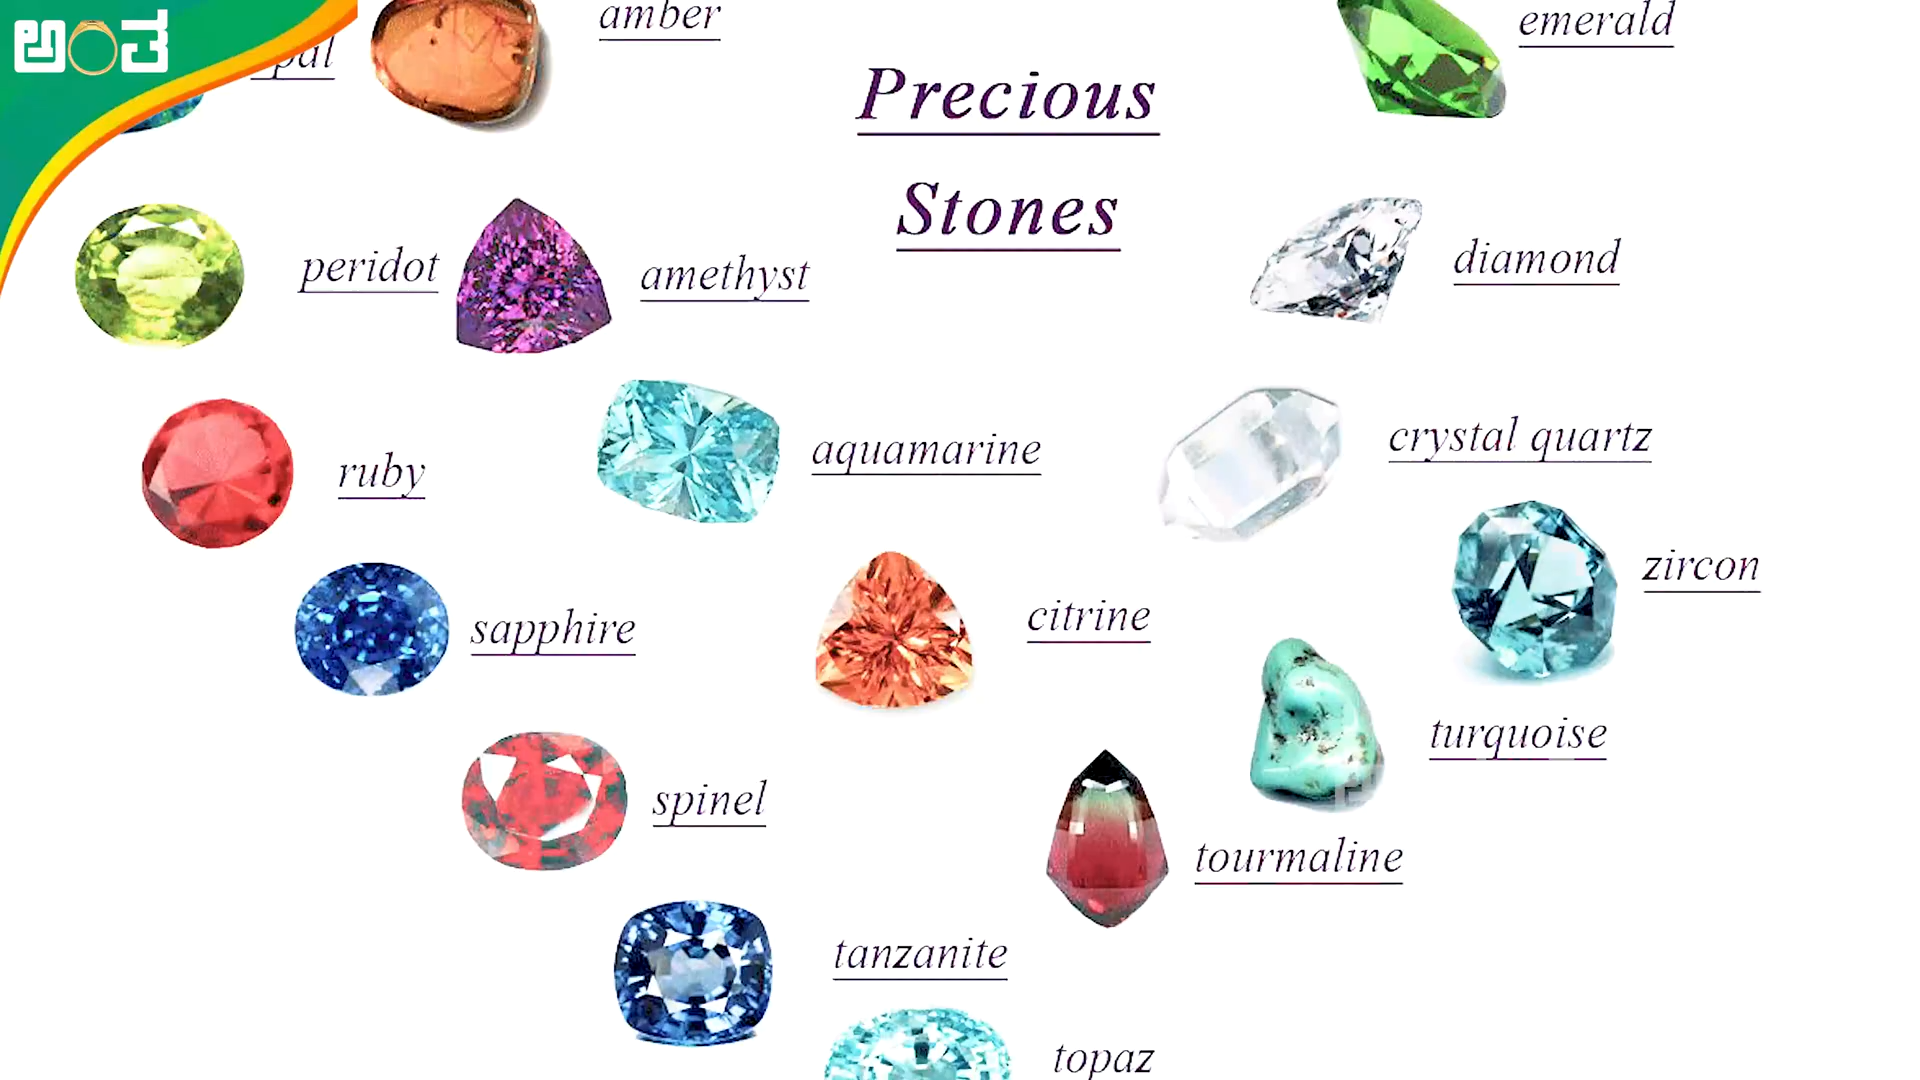 ಅಂದ
amber
emerald
pal
Precious
Stones
peridot
amethyst
diamond
ruby
aquamarine
crystal quartz
zircon
sapphire
citrine
turquoise
spinel
tourmaline
tanzanite
topaz